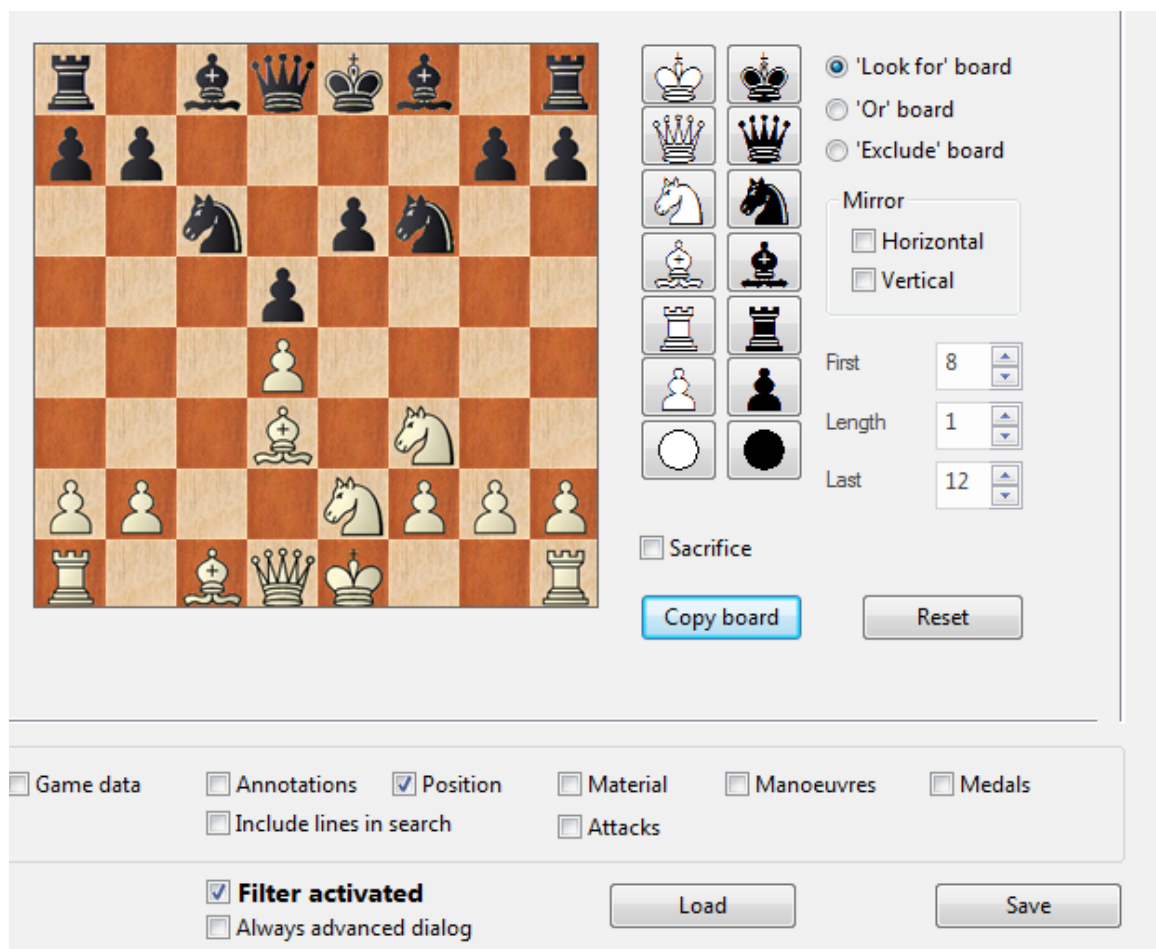 'Look for' board
'Or' board
'Exclude' board
Mirror
Horizontal
Vertical
First 8
Length 1
Last 12
Sacrifice
Copy board Reset
Game data Annotations Position Material Manoeuvres Medals
Include lines in search Attacks
Filter activated Load Save
Always advanced dialog